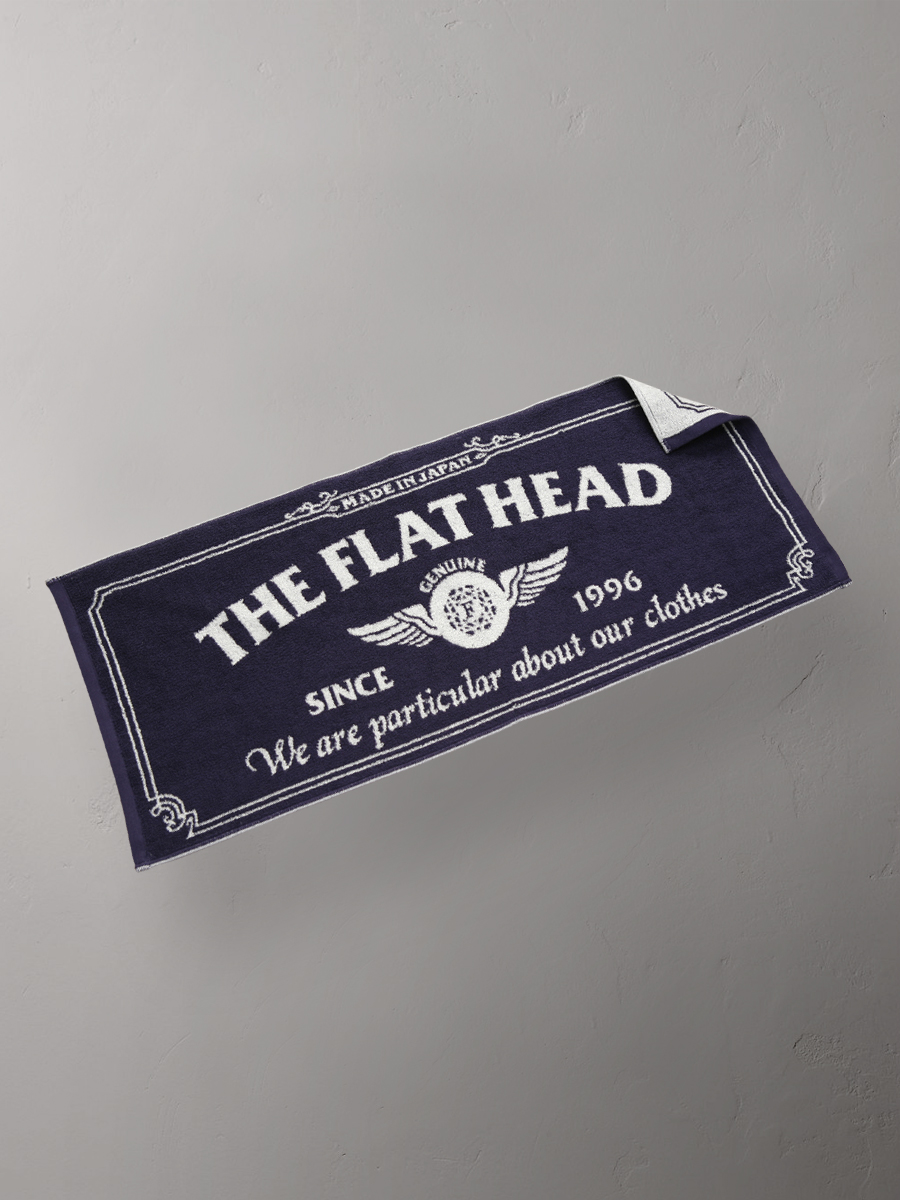 MADE IN JAPAN
THE FLAT HEAD
GENUINE
F
SINCE 1996
We are particular about our clothes